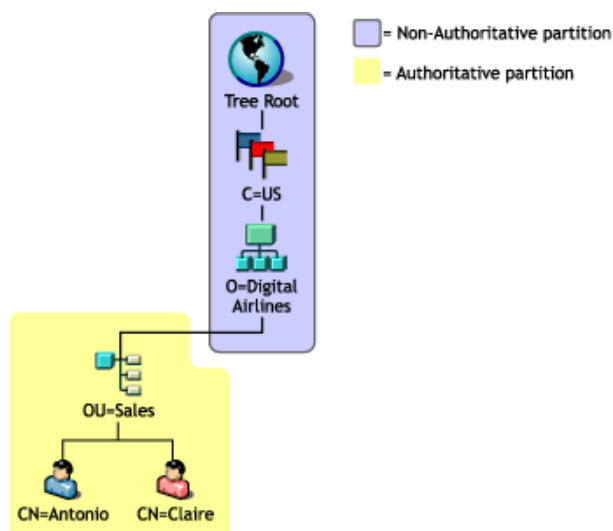 = Non-Authoritative partition
= Authoritative partition
Tree Root
C=US
O=Digital
Airlines
OU=Sales
CN=Antonio
CN=Claire